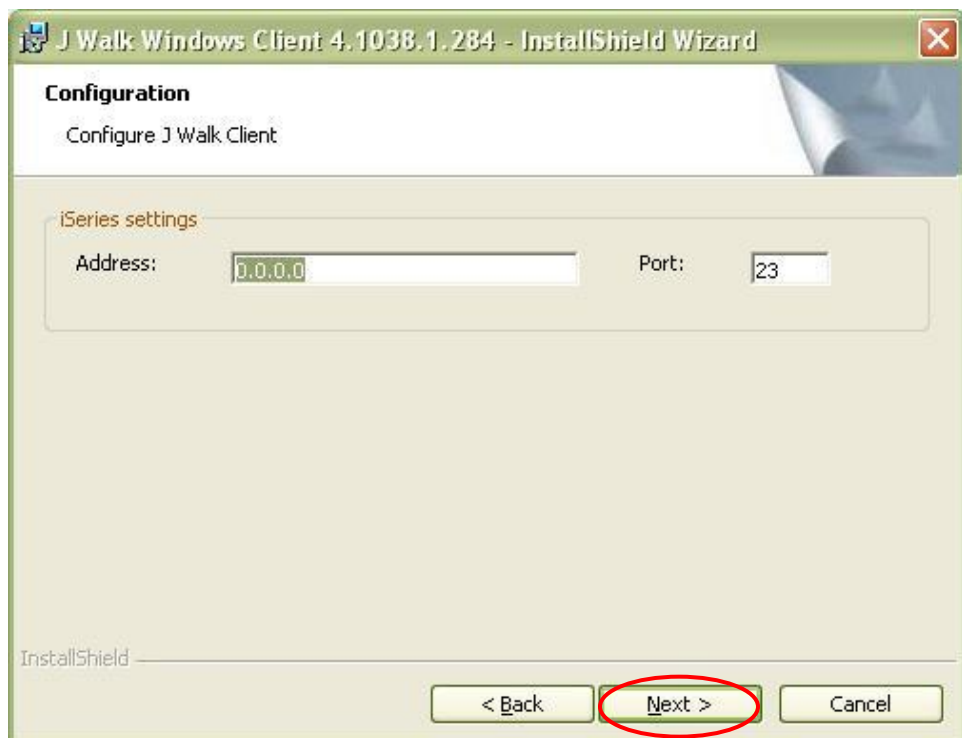 J Walk Windows Client 4.1038.1.284 - InstallShield Wizard
Configuration
Configure J Walk Client
iSeries settings
Address: 0.0.0.0 Port: 23
InstallShield
< Back Next > Cancel